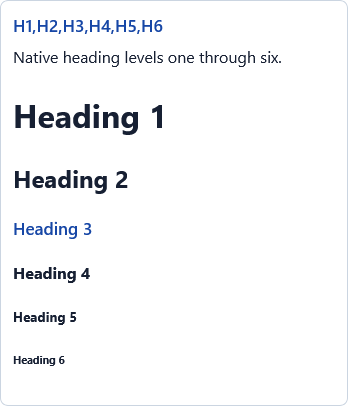 H1,H2,H3,H4,H5,H6
Native heading levels one through six.
Heading 1
Heading 2
Heading 3
Heading 4
Heading 5
Heading 6